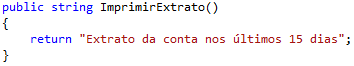 public string ImprimirExtrato()
{
    return "Extrato da conta nos últimos 15 dias";
}